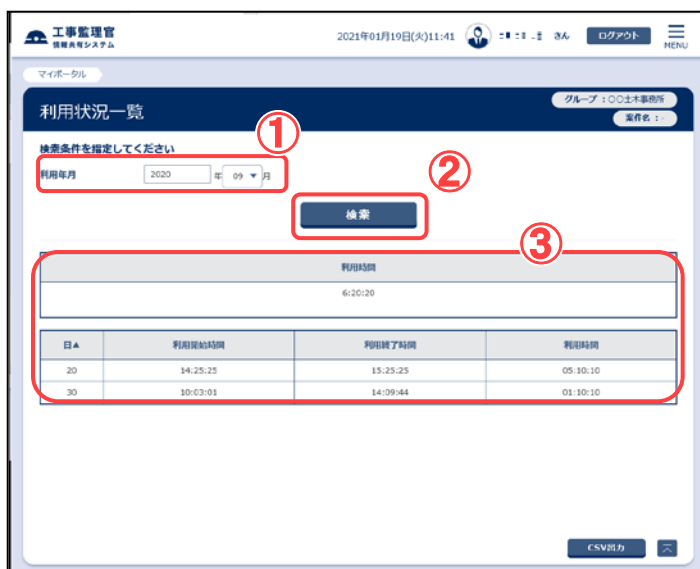 工事監理官
情報共有システム
2021年01月19日(火)11:41
さん
ログアウト
MENU
マイポータル
利用状況一覧
グループ：〇〇土木事務所
案件名：-
①
検索条件を指定してください
利用年月 2020 年 09 ▼ 月
②
検索
③
利用時間
6:20:20
日▲ 利用開始時間 利用終了時間 利用時間
20 14:25:25 15:25:25 05:10:10
30 10:03:01 14:09:44 01:10:10
CSV出力